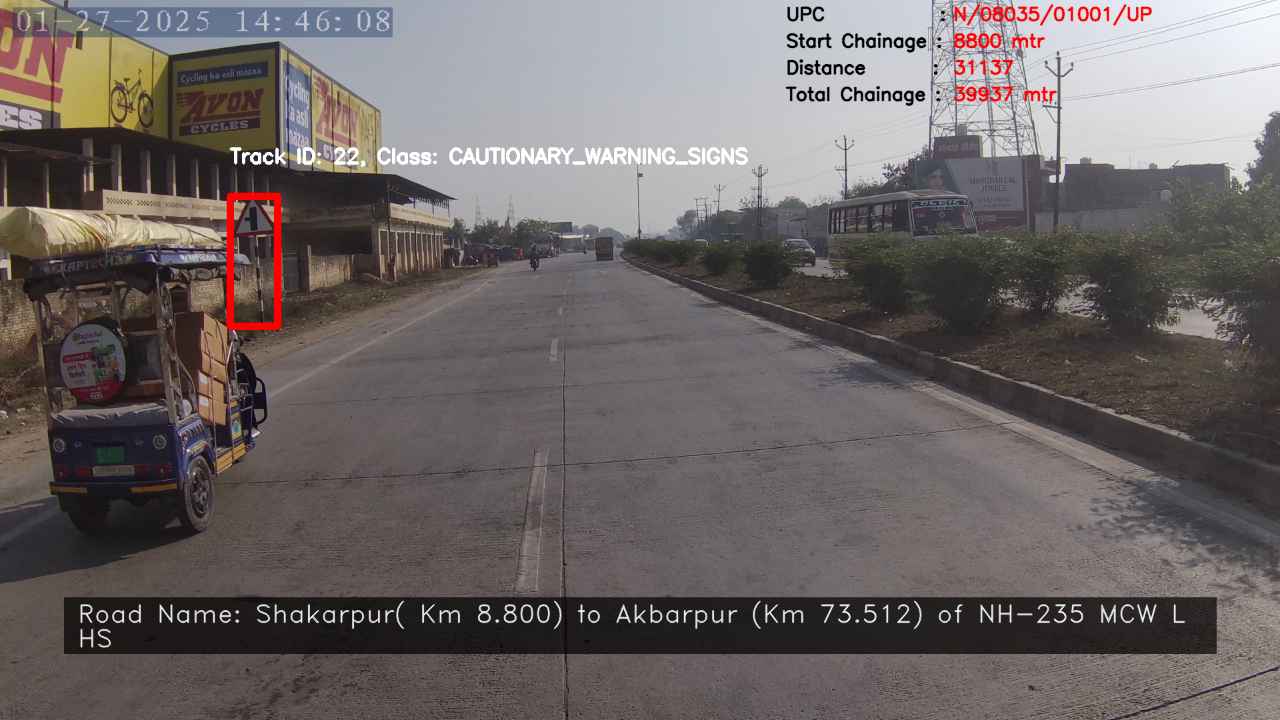 01-27-2025 14:46:08
UPC : N/08035/01001/UP
Start Chainage : 8800 mtr
Distance : 31137
Total Chainage : 39937 mtr
Cycling ka asli mazaa
AVON
CYCLES
Track ID: 22, Class: CAUTIONARY_WARNING_SIGNS
Road Name: Shakarpur( Km 8.800) to Akbarpur (Km 73.512) of NH-235 MCW L
HS